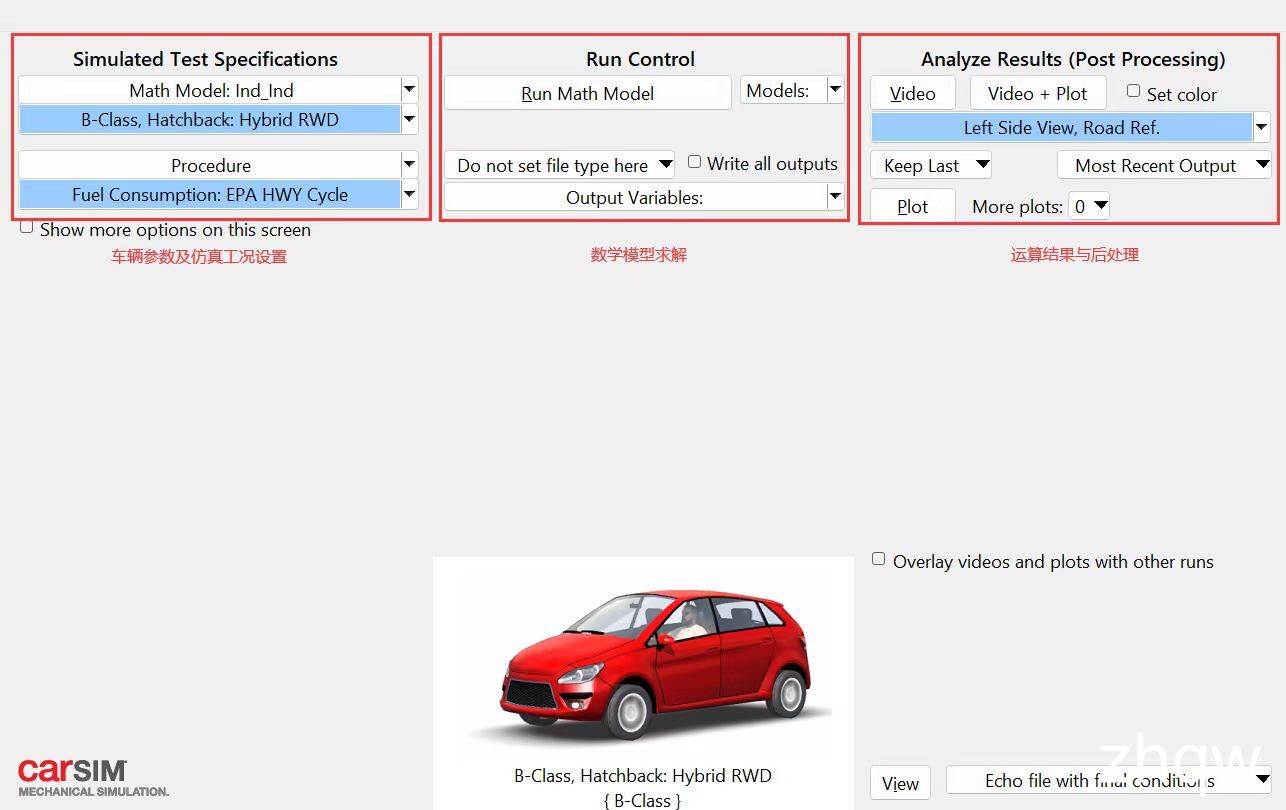 Simulated Test Specifications
Math Model: Ind_Ind
B-Class, Hatchback: Hybrid RWD
Procedure
Fuel Consumption: EPA HWY Cycle
Show more options on this screen
车辆参数及仿真工况设置
Run Control
Run Math Model
Models:
Do not set file type here
Write all outputs
Output Variables:
数学模型求解
Analyze Results (Post Processing)
Video
Video + Plot
Set color
Left Side View, Road Ref.
Keep Last
Most Recent Output
Plot
More plots: 0
运算结果与后处理
Overlay videos and plots with other runs
B-Class, Hatchback: Hybrid RWD
{ B-Class }
View
Echo file with final conditions
carSIM
MECHANICAL SIMULATION.
zhqw